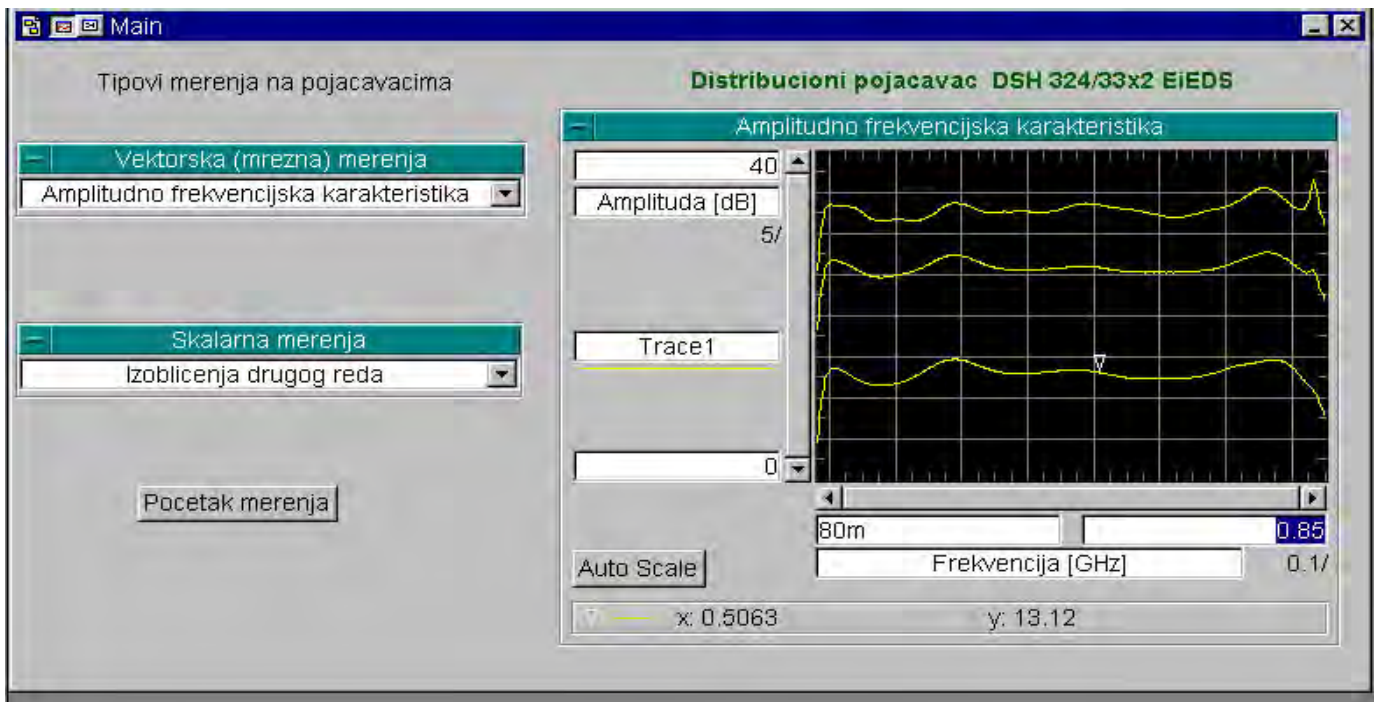 Main
Tipovi merenja na pojacavacima
Vektorska (mrezna) merenja
Amplitudno frekvencijska karakteristika
Skalarna merenja
Izoblicenja drugog reda
Pocetak merenja
Distribucioni pojacavac DSH 324/33x2 EiEDS
Amplitudno frekvencijska karakteristika
40
Amplituda [dB]
5/
Trace1
0
80m
0.85
Auto Scale
Frekvencija [GHz]
0.1/
x: 0.5063
y: 13.12